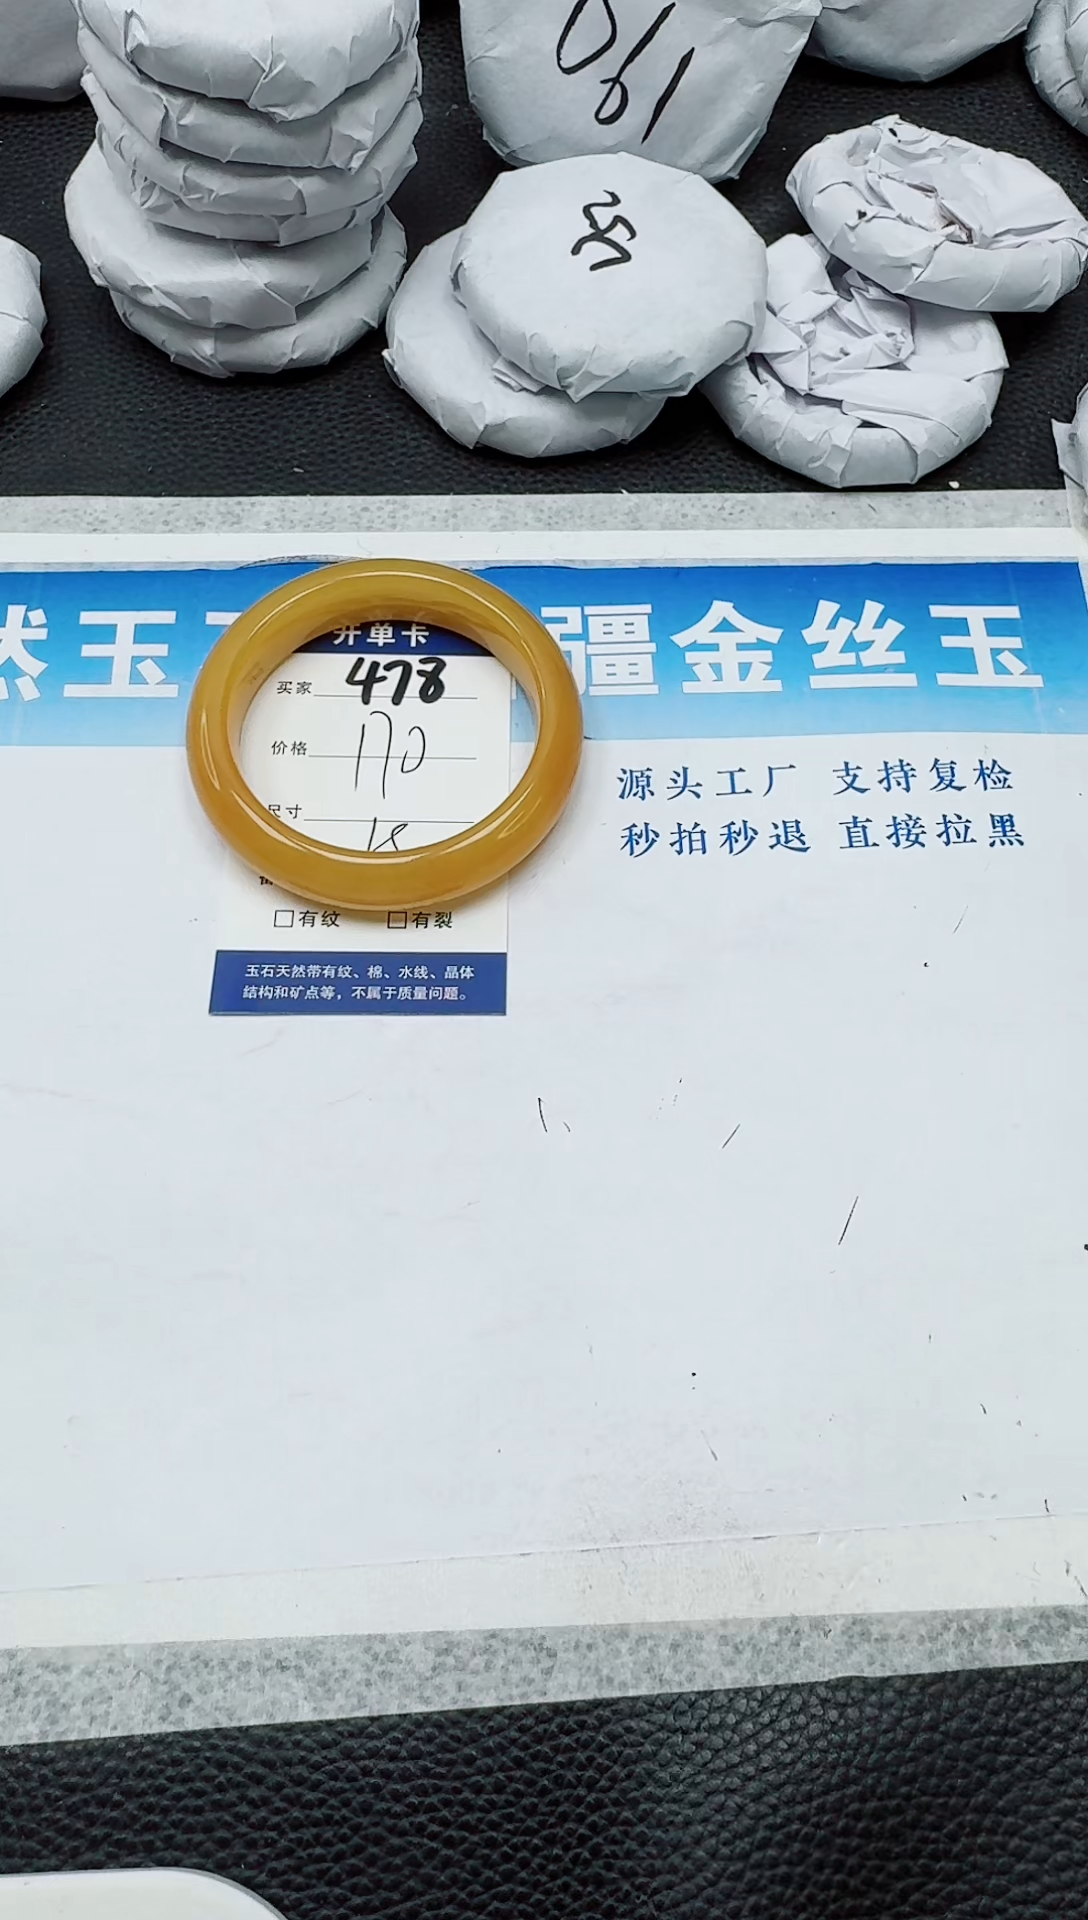 191
然玉
疆金丝玉
开单卡
买家 478
价格 170
尺寸
源头工厂 支持复检
秒拍秒退 直接拉黑
□有纹 □有裂
玉石天然带有纹、棉、水线、晶体
结构和矿点等，不属于质量问题。